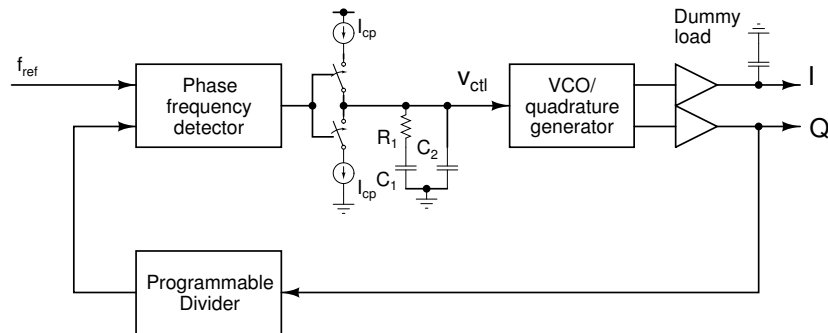 Dummy
load
I_cp
f_ref
Phase
frequency
detector
v_ctl
VCO/
quadrature
generator
I
Q
R_1
C_2
C_1
I_cp
Programmable
Divider